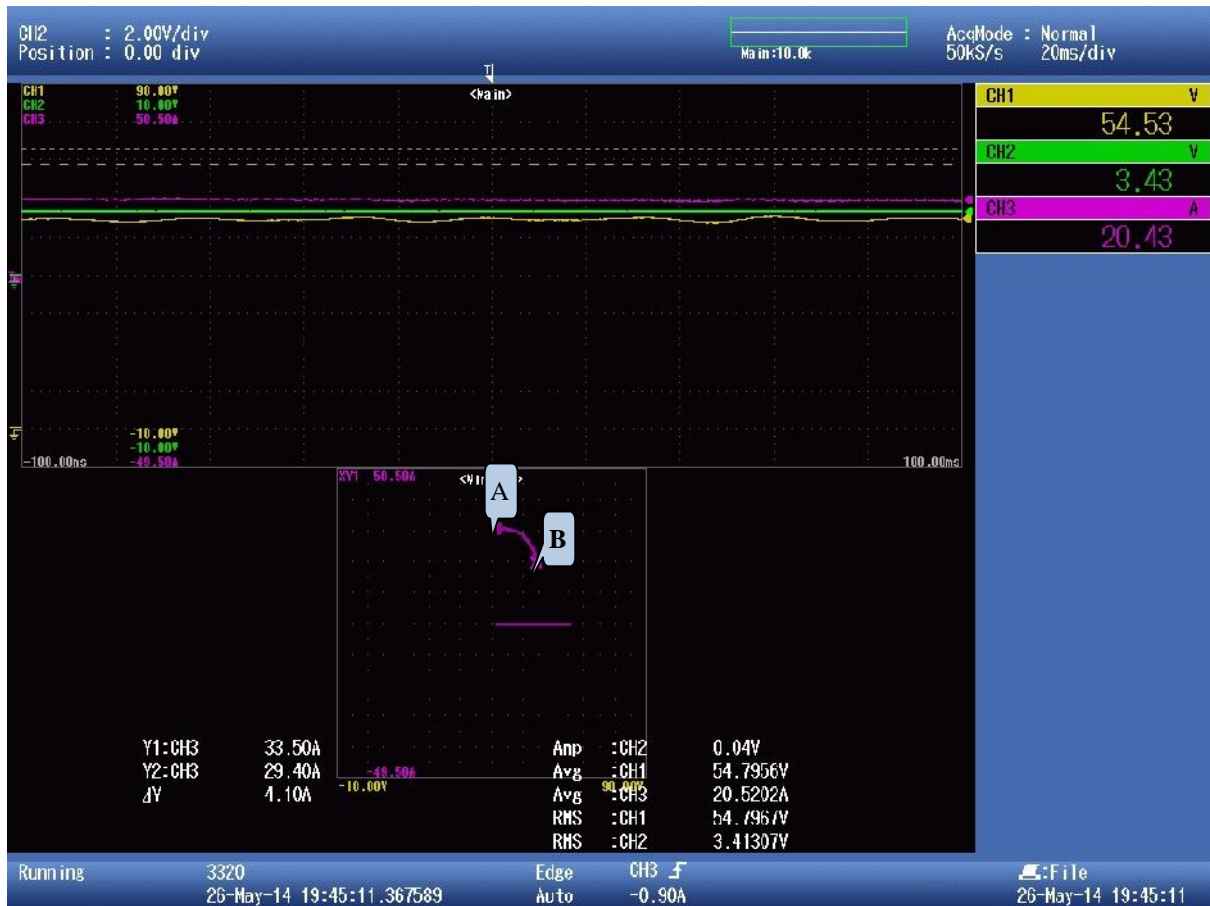 CH2 : 2.00V/div
Position : 0.00 div
Main:10.0k
AcqMode : Normal
50kS/s 20ms/div
T
<Main>
CH1 90.00V
CH2 10.00V
CH3 50.50A
-10.00V
-10.00V
-49.50A
-100.00ms
100.00ms
CH1 V
54.53
CH2 V
3.43
CH3 A
20.43
XY1 50.50A
A
B
-49.50A
-10.00V
90.00V
Y1:CH3 33.50A
Y2:CH3 29.40A
ΔY 4.10A
Amp :CH2 0.04V
Avg :CH1 54.7956V
Avg :CH3 20.5202A
RMS :CH1 54.7967V
RMS :CH2 3.41307V
Running
3320
26-May-14 19:45:11.367589
Edge CH3
Auto -0.90A
:File
26-May-14 19:45:11